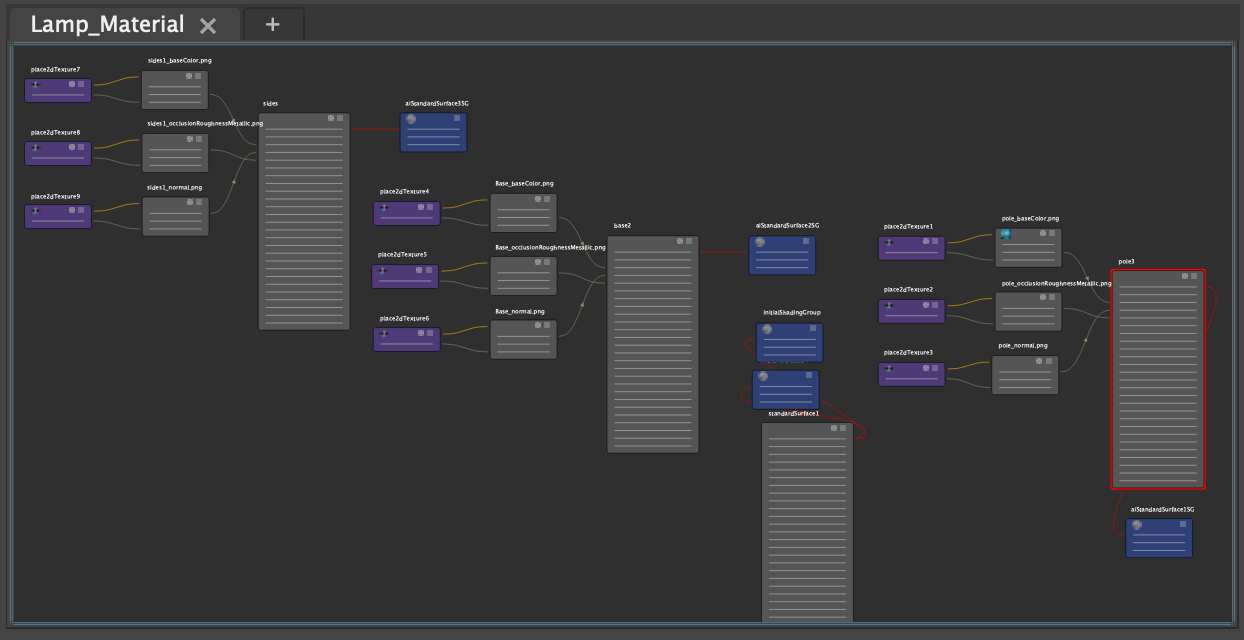 Lamp_Material
place2dTexture7
sides1_baseColor.png
place2dTexture8
sides1_occlusionRoughnessMetallic.png
place2dTexture9
sides1_normal.png
sides
aiStandardSurface3SG
place2dTexture4
Base_baseColor.png
place2dTexture5
Base_occlusionRoughnessMetallic.png
place2dTexture6
Base_normal.png
base2
aiStandardSurface2SG
initialShadingGroup
standardSurface1
place2dTexture1
pole_baseColor.png
place2dTexture2
pole_occlusionRoughnessMetallic.png
place2dTexture3
pole_normal.png
pole3
aiStandardSurface1SG